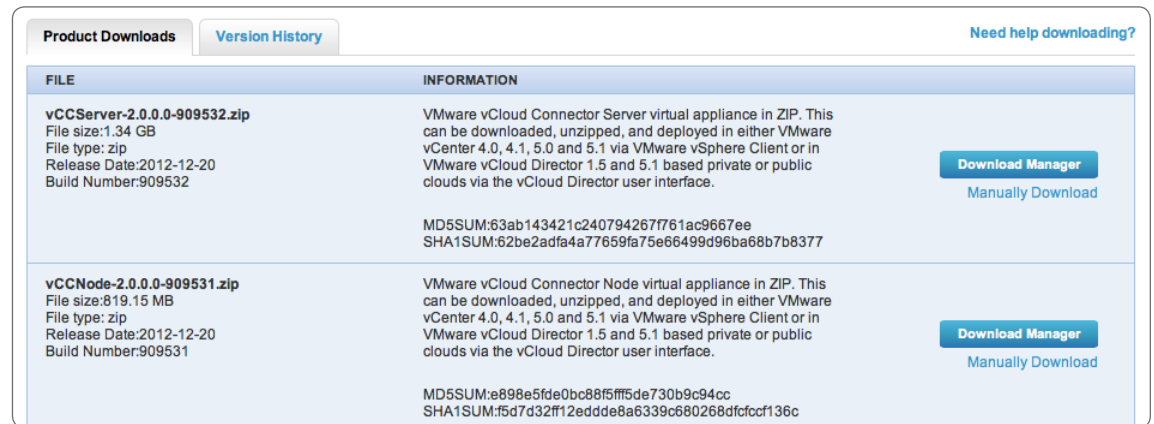 Product Downloads
Version History
Need help downloading?
FILE
INFORMATION
vCCServer-2.0.0.0-909532.zip
File size:1.34 GB
File type: zip
Release Date:2012-12-20
Build Number:909532
VMware vCloud Connector Server virtual appliance in ZIP. This
can be downloaded, unzipped, and deployed in either VMware
vCenter 4.0, 4.1, 5.0 and 5.1 via VMware vSphere Client or in
VMware vCloud Director 1.5 and 5.1 based private or public
clouds via the vCloud Director user interface.
MD5SUM:63ab143421c240794267f761ac9667ee
SHA1SUM:62be2adfa4a77659fa75e66499d96ba68b7b8377
Download Manager
Manually Download
vCCNode-2.0.0.0-909531.zip
File size:819.15 MB
File type: zip
Release Date:2012-12-20
Build Number:909531
VMware vCloud Connector Node virtual appliance in ZIP. This
can be downloaded, unzipped, and deployed in either VMware
vCenter 4.0, 4.1, 5.0 and 5.1 via VMware vSphere Client or in
VMware vCloud Director 1.5 and 5.1 based private or public
clouds via the vCloud Director user interface.
MD5SUM:e898e5fde0bc88f5fff5de730b9c94cc
SHA1SUM:f5d7d32ff12eddde8a6339c680268dfcfccf136c
Download Manager
Manually Download